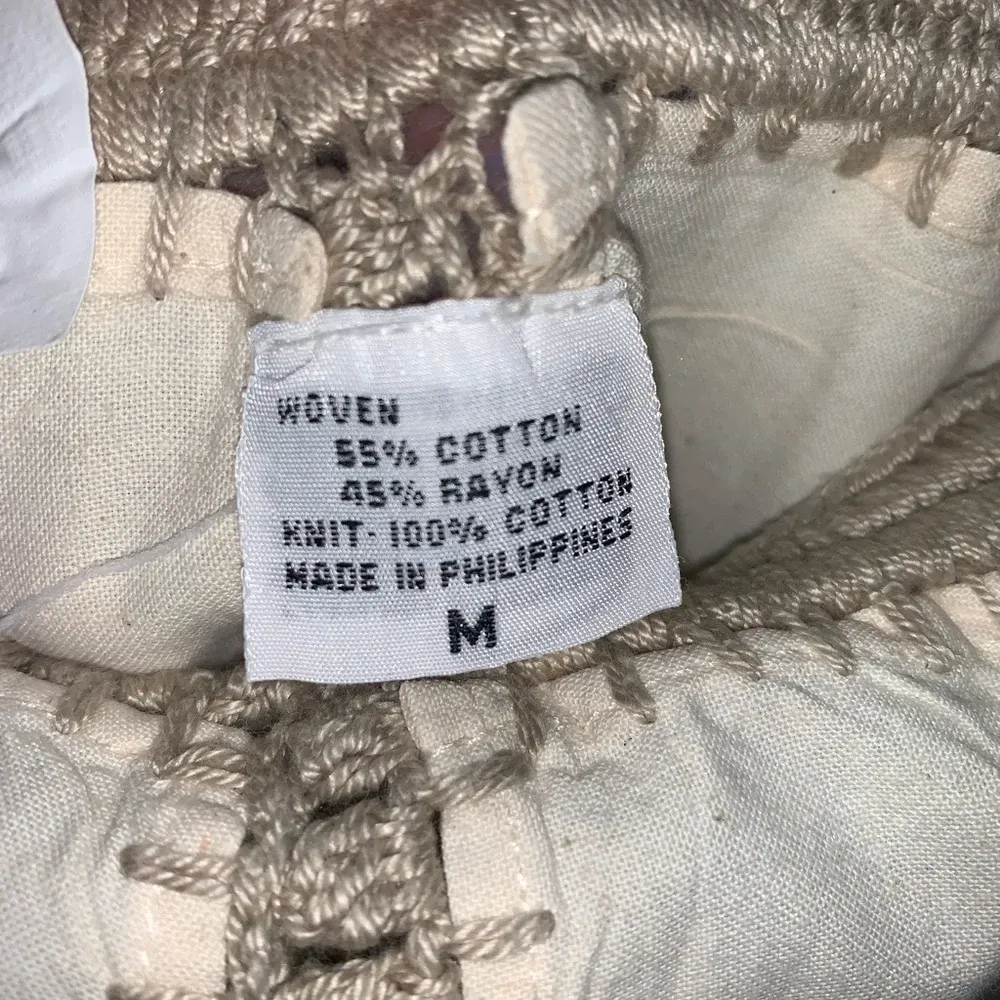 WOVEN
55% COTTON
45% RAYON
KNIT-100% COTTON
MADE IN PHILIPPINES
M